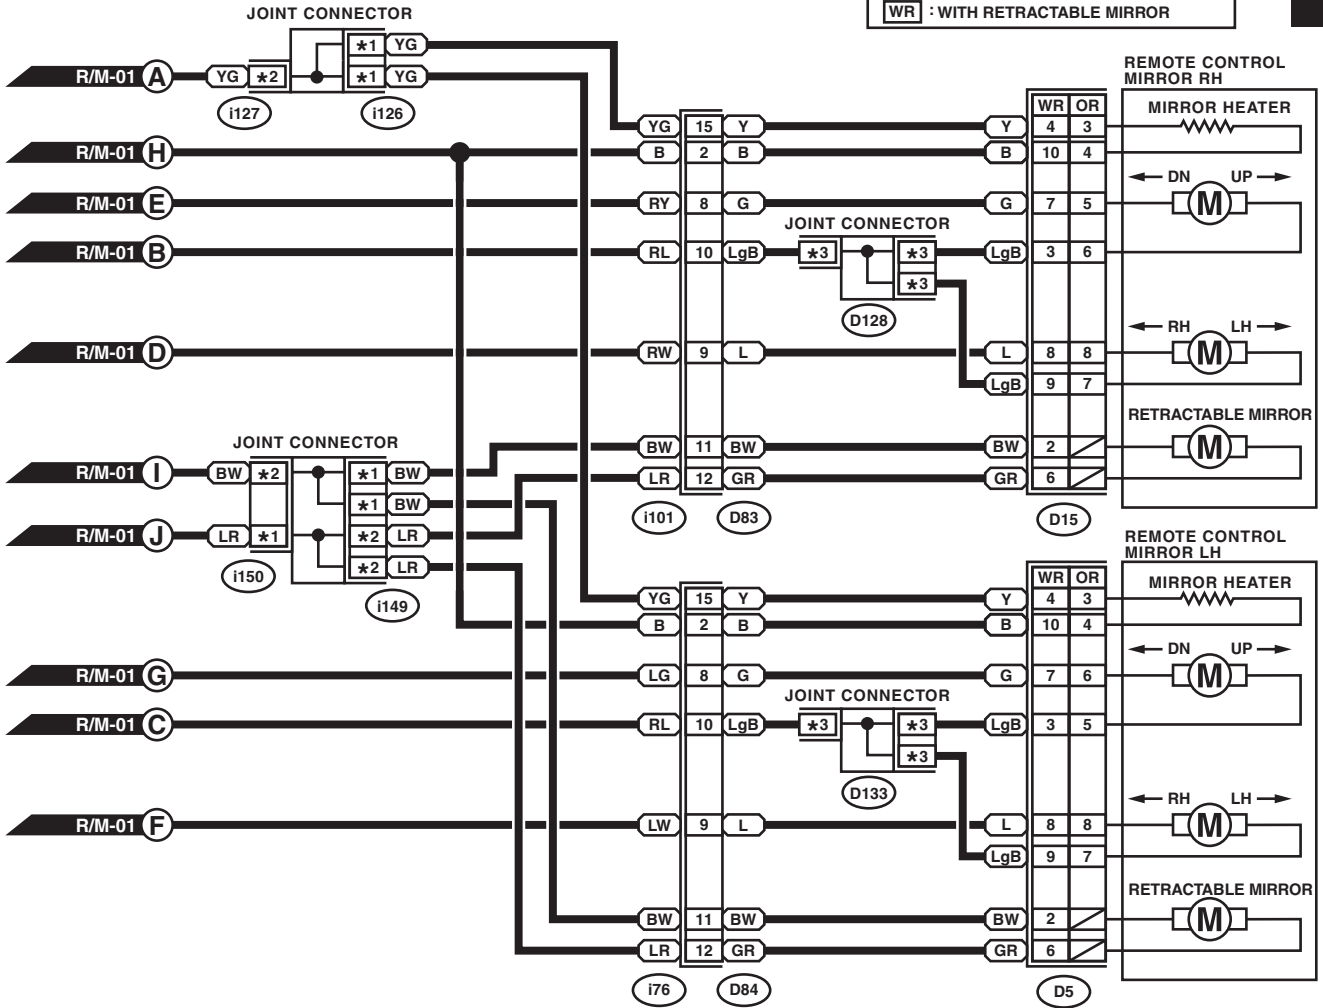 WR : WITH RETRACTABLE MIRROR
JOINT CONNECTOR
R/M-01 A YG *2 *1 YG
*1 YG
i127 i126
REMOTE CONTROL
MIRROR RH
WR OR
MIRROR HEATER
YG 15 Y Y 4 3
R/M-01 H B 2 B B 10 4
DN UP
R/M-01 E RY 8 G G 7 5 M
JOINT CONNECTOR
R/M-01 B RL 10 LgB *3 *3 LgB 3 6
*3
D128
RH LH
R/M-01 D RW 9 L L 8 8 M
LgB 9 7
RETRACTABLE MIRROR
BW 11 BW BW 2 M
LR 12 GR GR 6
i101 D83 D15
JOINT CONNECTOR
R/M-01 I BW *2 *1 BW
*1 BW
R/M-01 J LR *1 *2 LR
*2 LR
i150 i149
REMOTE CONTROL
MIRROR LH
WR OR
MIRROR HEATER
YG 15 Y Y 4 3
B 2 B B 10 4
DN UP
R/M-01 G LG 8 G G 7 6 M
JOINT CONNECTOR
R/M-01 C RL 10 LgB *3 *3 LgB 3 5
*3
D133
RH LH
R/M-01 F LW 9 L L 8 8 M
LgB 9 7
RETRACTABLE MIRROR
BW 11 BW BW 2 M
LR 12 GR GR 6
i76 D84 D5